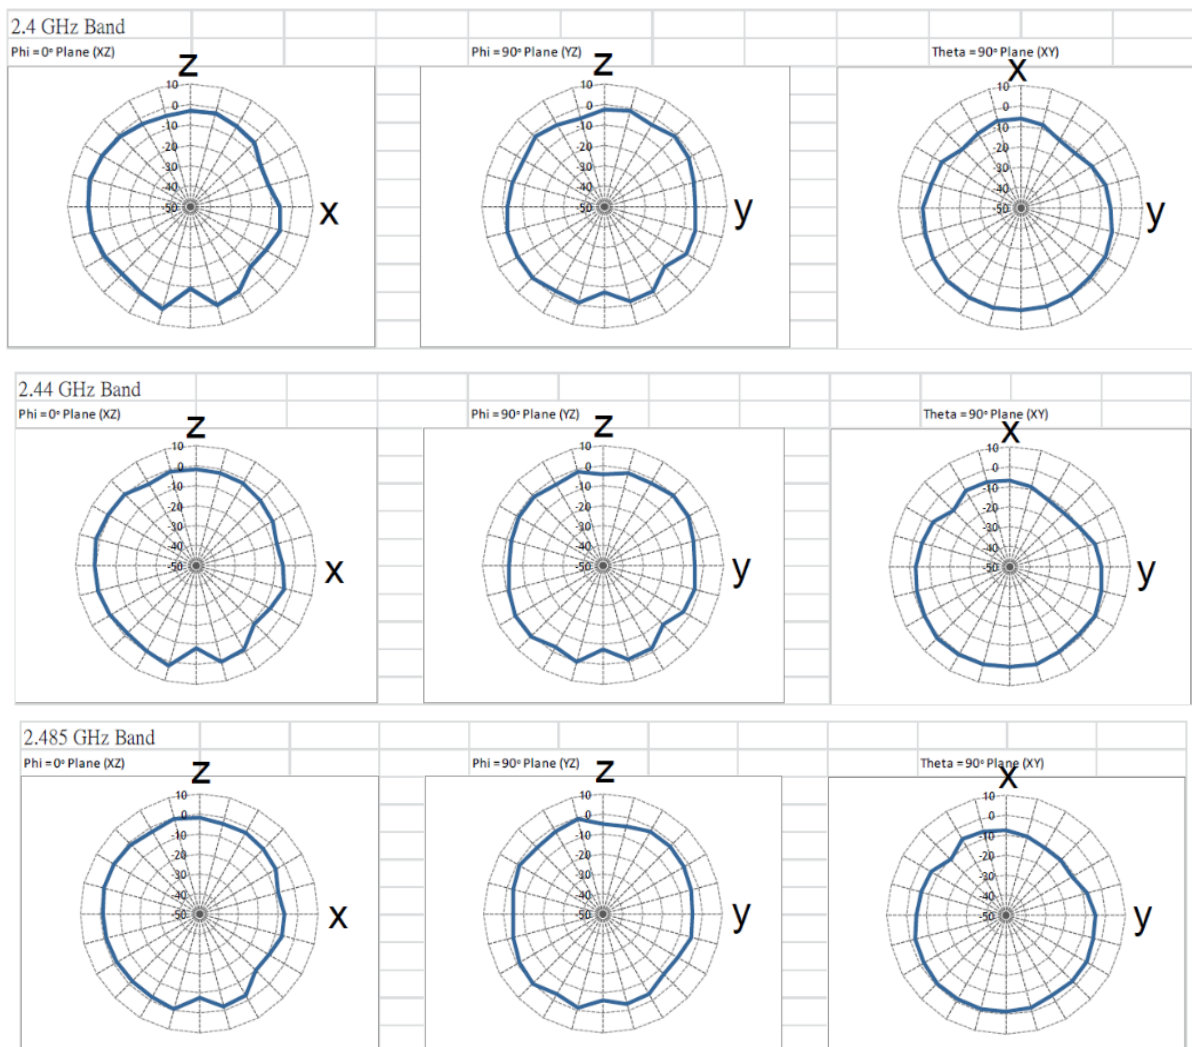 2.4 GHz Band
Phi = 0° Plane (XZ)
Phi = 90° Plane (YZ)
Theta = 90° Plane (XY)
z
10
0
-10
-20
-30
-40
-50
x
z
10
0
-10
-20
-30
-40
-50
y
x
10
0
-10
-20
-30
-40
-50
y
2.44 GHz Band
Phi = 0° Plane (XZ)
Phi = 90° Plane (YZ)
Theta = 90° Plane (XY)
z
10
0
-10
-20
-30
-40
-50
x
z
10
0
-10
-20
-30
-40
-50
y
x
10
0
-10
-20
-30
-40
-50
y
2.485 GHz Band
Phi = 0° Plane (XZ)
Phi = 90° Plane (YZ)
Theta = 90° Plane (XY)
z
10
0
-10
-20
-30
-40
-50
x
z
10
0
-10
-20
-30
-40
-50
y
x
10
0
-10
-20
-30
-40
-50
y